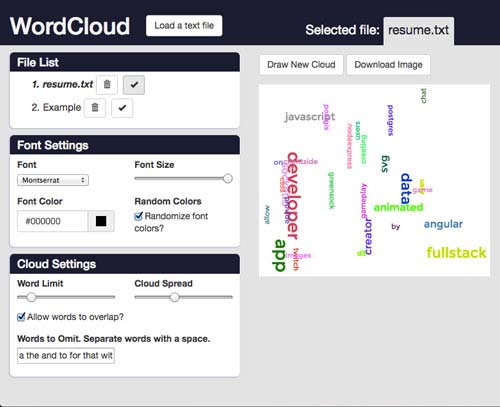 WordCloud
Load a text file
Selected file: resume.txt
File List
1. resume.txt
2. Example
Font Settings
Font
Font Size
Montserrat
Font Color
Random Colors
#000000
Randomize font
colors?
Cloud Settings
Word Limit
Cloud Spread
Allow words to overlap?
Words to Omit. Separate words with a space.
a the and to for that wit
Draw New Cloud
Download Image
chat
javascript
users
postgres
nodeexpress
creating
svg
developer
greensock
data
game
gameplay
animated
allow
creator
by
angular
app
twitch
images
d3
fullstack